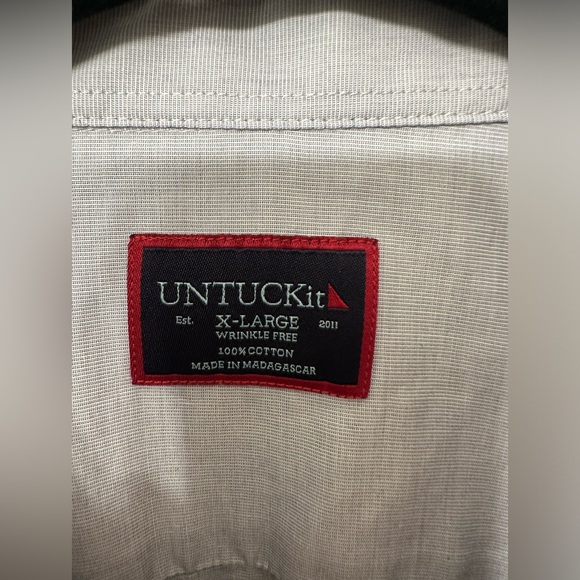 UNTUCKit
Est. X-LARGE 2011
WRINKLE FREE
100% COTTON
MADE IN MADAGASCAR